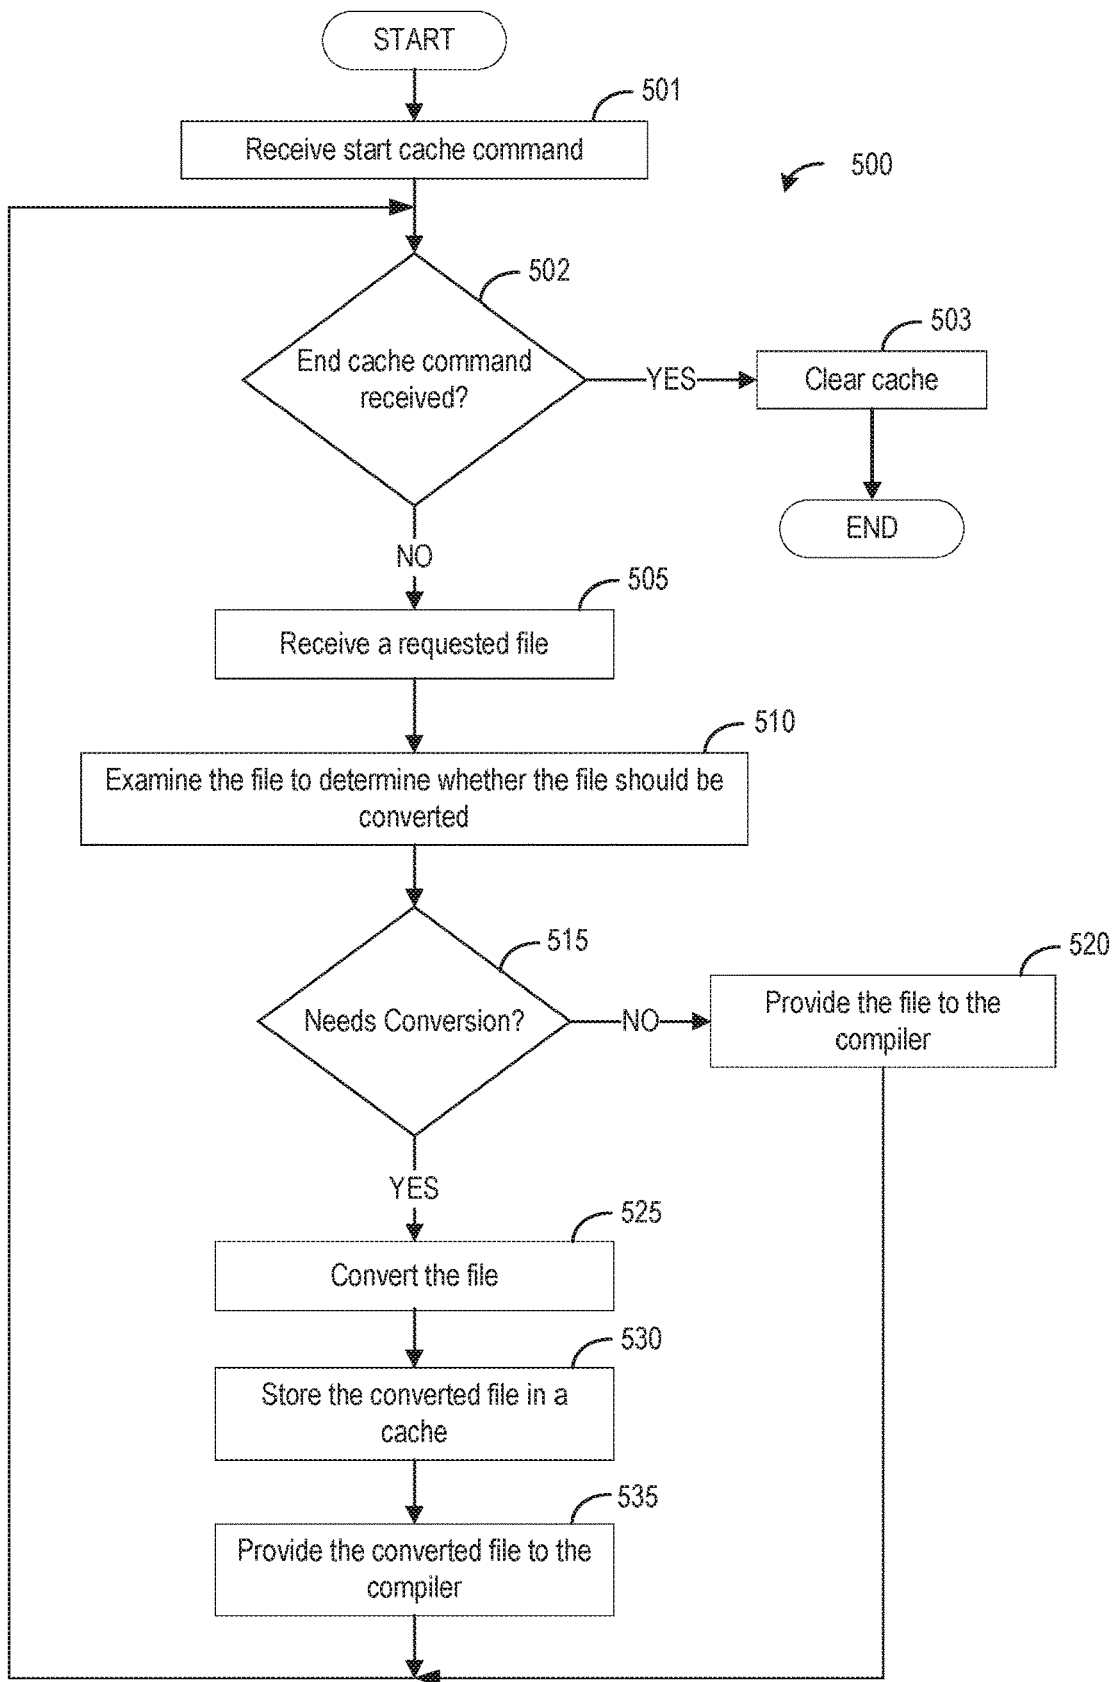 START
501
Receive start cache command
500
502
End cache command
received?
YES
503
Clear cache
END
NO
505
Receive a requested file
510
Examine the file to determine whether the file should be
converted
515
Needs Conversion?
NO
520
Provide the file to the
compiler
YES
525
Convert the file
530
Store the converted file in a
cache
535
Provide the converted file to the
compiler